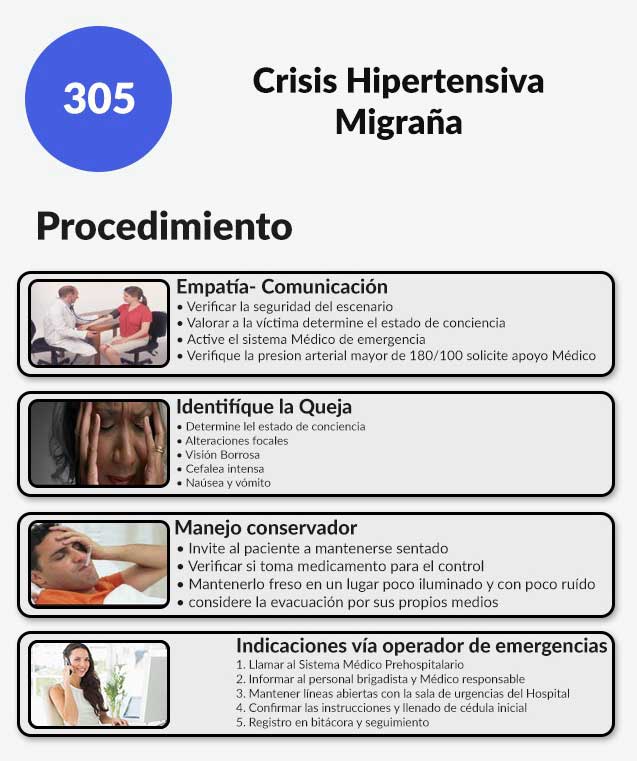 305
Crisis Hipertensiva
Migraña
Procedimiento
Empatía- Comunicación
• Verificar la seguridad del escenario
• Valorar a la víctima determine el estado de conciencia
• Active el sistema Médico de emergencia
• Verifique la presion arterial mayor de 180/100 solicite apoyo Médico
Identifíque la Queja
• Determine lel estado de conciencia
• Alteraciones focales
• Visión Borrosa
• Cefalea intensa
• Naúsea y vómito
Manejo conservador
• Invite al paciente a mantenerse sentado
• Verificar si toma medicamento para el control
• Mantenerlo freso en un lugar poco iluminado y con poco ruído
• considere la evacuación por sus propios medios
Indicaciones vía operador de emergencias
1. Llamar al Sistema Médico Prehospitalario
2. Informar al personal brigadista y Médico responsable
3. Mantener líneas abiertas con la sala de urgencias del Hospital
4. Confirmar las instrucciones y llenado de cédula inicial
5. Registro en bitácora y seguimiento